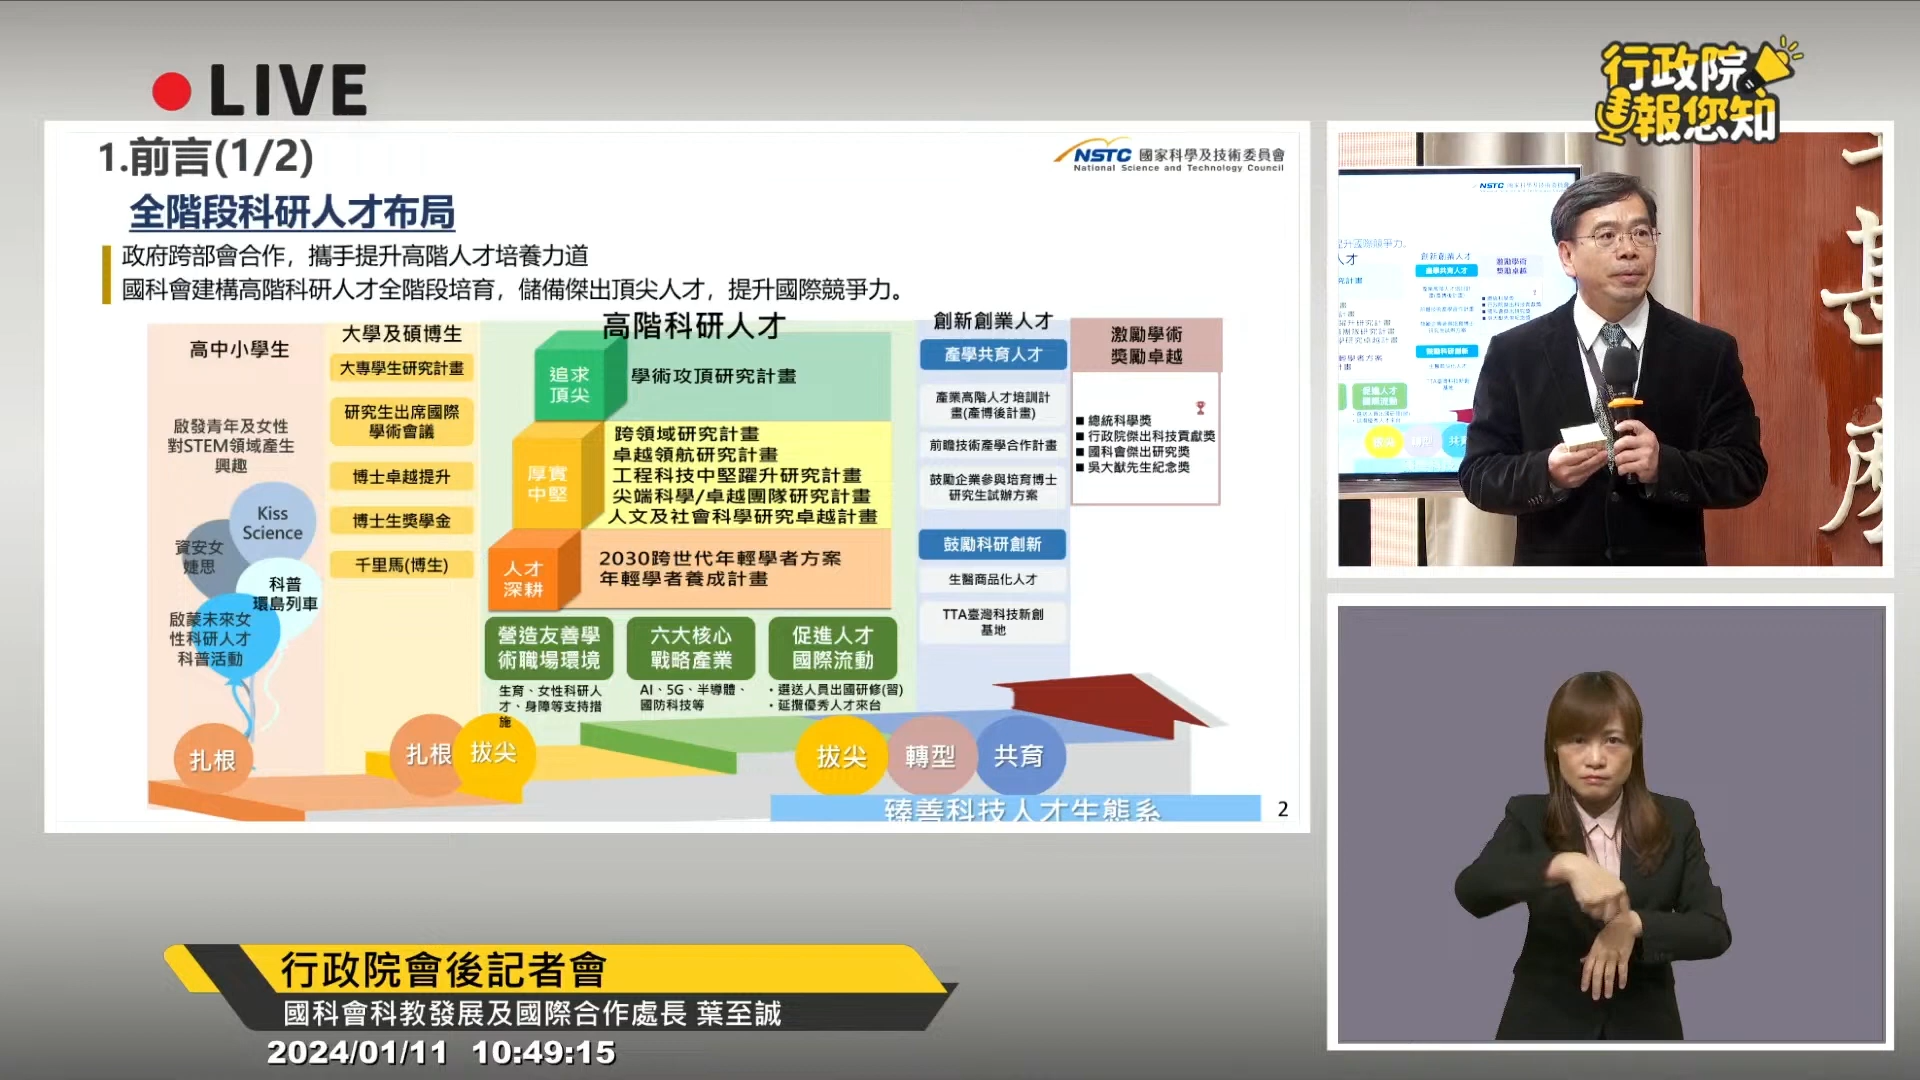 LIVE
行政院
報您知
1.前言(1/2)
NSTC 國家科學及技術委員會
National Science and Technology Council
全階段科研人才布局
政府跨部會合作，攜手提升高階人才培養力道
國科會建構高階科研人才全階段培育，儲備傑出頂尖人才，提升國際競爭力。
高中小學生
啟發青年及女性
對STEM領域產生
興趣
Kiss
Science
資安女
婕思
科普
環島列車
啟蒙未來女
性科研人才
科普活動
扎根
大學及碩博生
大專學生研究計畫
研究生出席國際
學術會議
博士卓越提升
博士生獎學金
千里馬(博生)
扎根
拔尖
高階科研人才
追求
頂尖
學術攻頂研究計畫
厚實
中堅
跨領域研究計畫
卓越領航研究計畫
工程科技中堅躍升研究計畫
尖端科學/卓越團隊研究計畫
人文及社會科學研究卓越計畫
人才
深耕
2030跨世代年輕學者方案
年輕學者養成計畫
營造友善學
術職場環境
生育、女性科研人
才、身障等支持措
施
六大核心
戰略產業
AI、5G、半導體、
國防科技等
促進人才
國際流動
・選送人員出國研修(習)
・延攬優秀人才來台
創新創業人才
產學共育人才
產業高階人才培訓計
畫(產博後計畫)
前瞻技術產學合作計畫
鼓勵企業參與培育博士
研究生試辦方案
鼓勵科研創新
生醫商品化人才
TTA臺灣科技新創
基地
激勵學術
獎勵卓越
■ 總統科學獎
■ 行政院傑出科技貢獻獎
■ 國科會傑出研究獎
■ 吳大猷先生紀念獎
拔尖
轉型
共育
臻善科技人才生態系
2
行政院會後記者會
國科會科教發展及國際合作處長 葉至誠
2024/01/11 10:49:15